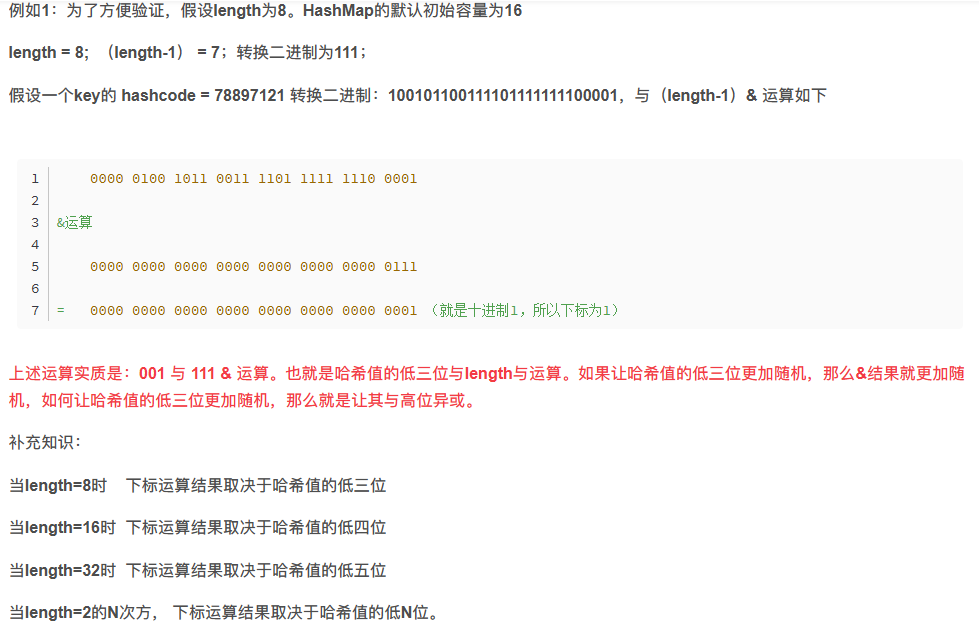 例如1：为了方便验证，假设length为8。HashMap的默认初始容量为16
length = 8；（length-1） = 7；转换二进制为111；
假设一个key的 hashcode = 78897121 转换二进制：100101100111101111111100001，与（length-1）& 运算如下
1 0000 0100 1011 0011 1101 1111 1110 0001
2
3 &运算
4
5 0000 0000 0000 0000 0000 0000 0000 0111
6
7 = 0000 0000 0000 0000 0000 0000 0000 0001 （就是十进制1，所以下标为1）
上述运算实质是：001 与 111 & 运算。也就是哈希值的低三位与length与运算。如果让哈希值的低三位更加随机，那么&结果就更加随
机，如何让哈希值的低三位更加随机，那么就是让其与高位异或。
补充知识：
当length=8时 下标运算结果取决于哈希值的低三位
当length=16时 下标运算结果取决于哈希值的低四位
当length=32时 下标运算结果取决于哈希值的低五位
当length=2的N次方， 下标运算结果取决于哈希值的低N位。